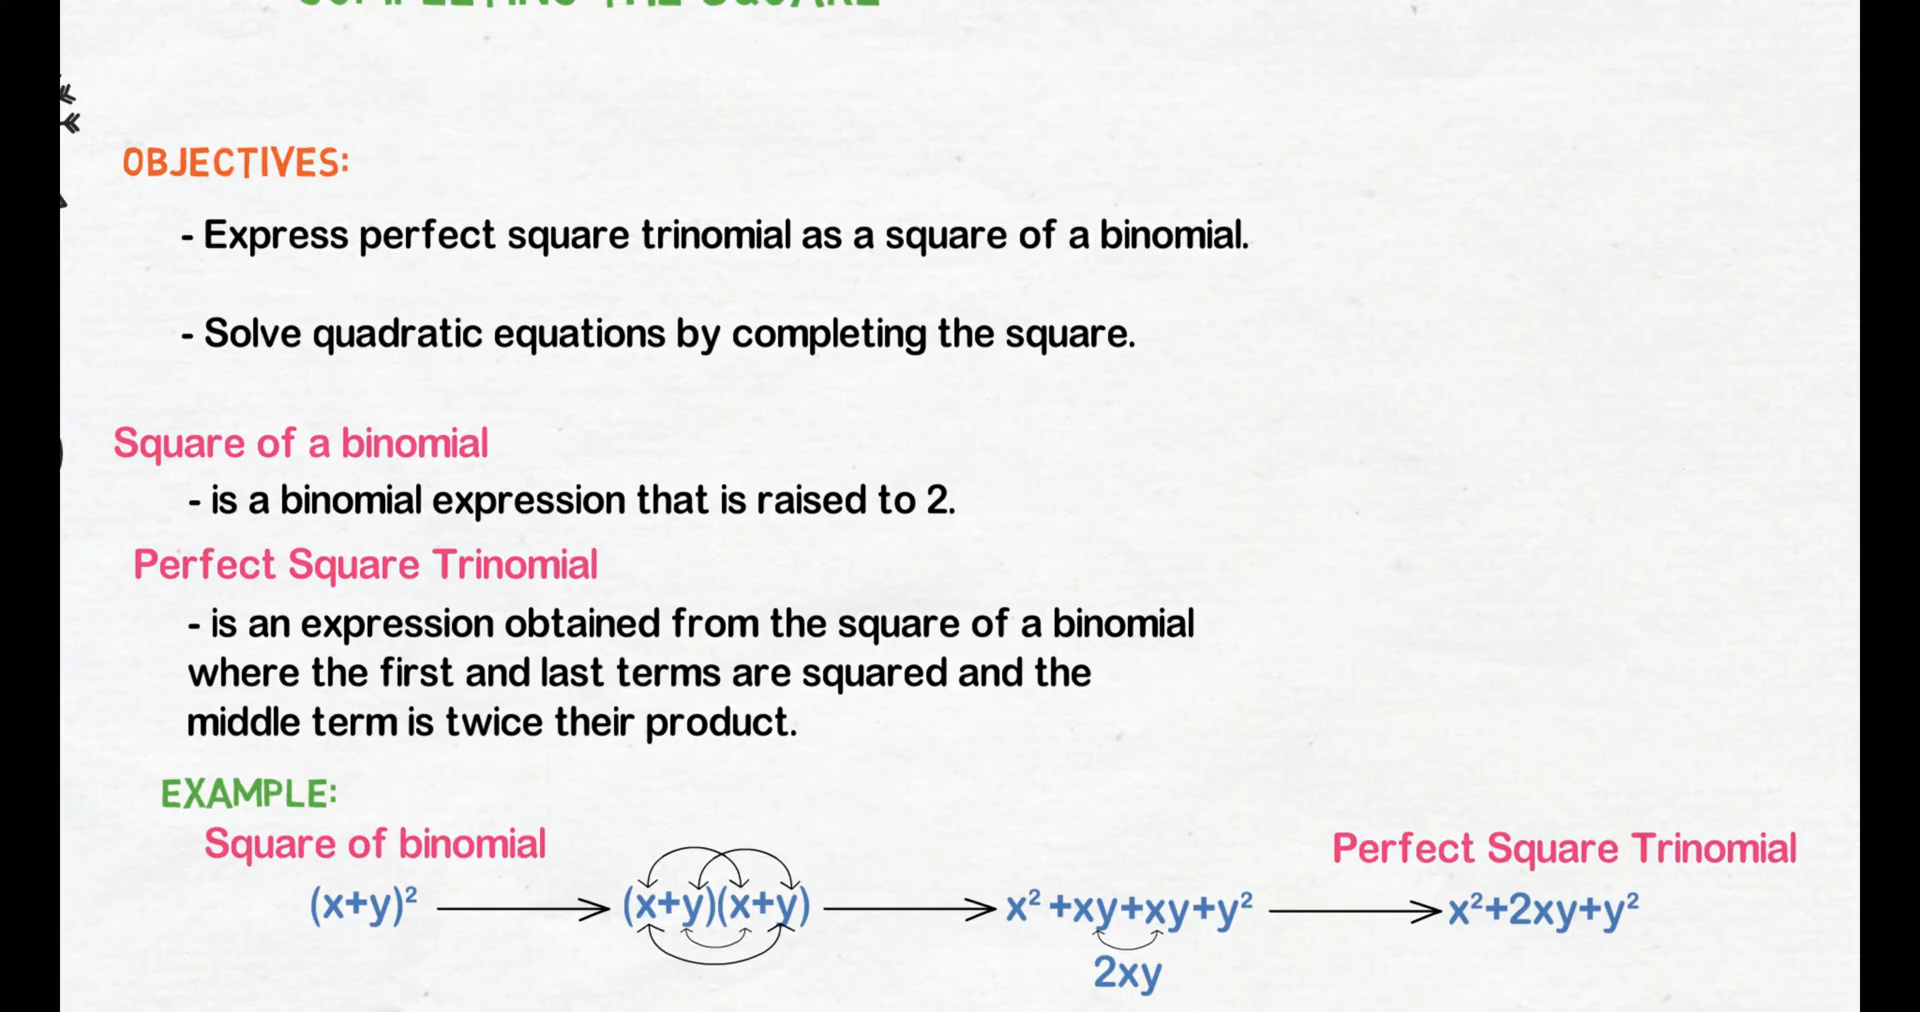 COMPLETING THE SQUARE
OBJECTIVES:
- Express perfect square trinomial as a square of a binomial.
- Solve quadratic equations by completing the square.
Square of a binomial
- is a binomial expression that is raised to 2.
Perfect Square Trinomial
- is an expression obtained from the square of a binomial
where the first and last terms are squared and the
middle term is twice their product.
EXAMPLE:
Square of binomial
Perfect Square Trinomial
(x+y)² → (x+y)(x+y) → x² +xy+xy+y² → x²+2xy+y²
2xy